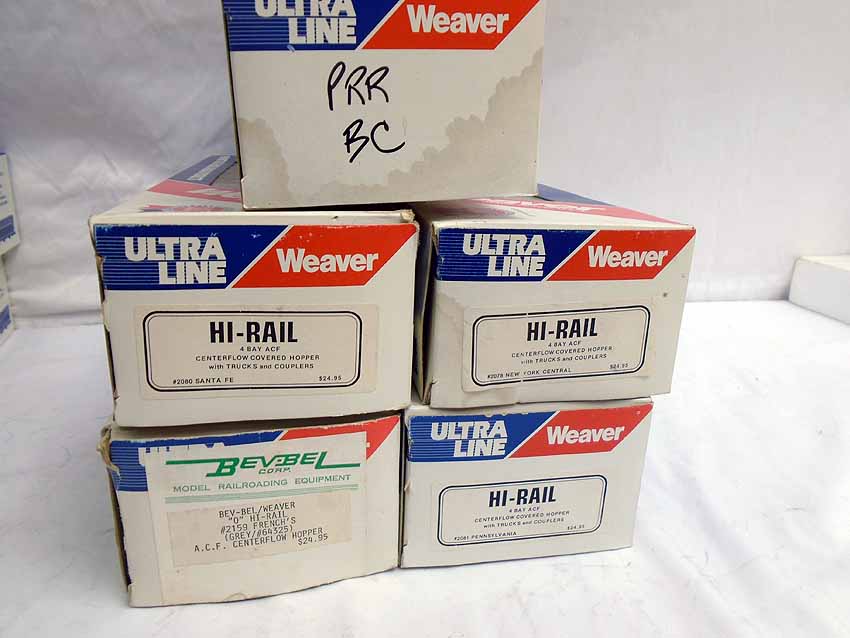 ULTRA LINE Weaver
PRR
BC
ULTRA LINE Weaver
HI-RAIL
4 BAY ACF
CENTERFLOW COVERED HOPPER
with TRUCKS and COUPLERS
#2080 SANTA FE $24.95
ULTRA LINE Weaver
HI-RAIL
4 BAY ACF
CENTERFLOW COVERED HOPPER
with TRUCKS and COUPLERS
#2078 NEW YORK CENTRAL $24.95
BEV-BEL
CORP.
MODEL RAILROADING EQUIPMENT
BEV-BEL/WEAVER
"O" HI-RAIL
#2159 FRENCH'S
(GREY/#64325)
A.C.F. CENTERFLOW HOPPER
$24.95
ULTRA LINE Weaver
HI-RAIL
4 BAY ACF
CENTERFLOW COVERED HOPPER
with TRUCKS and COUPLERS
#2081 PENNSYLVANIA $24.95